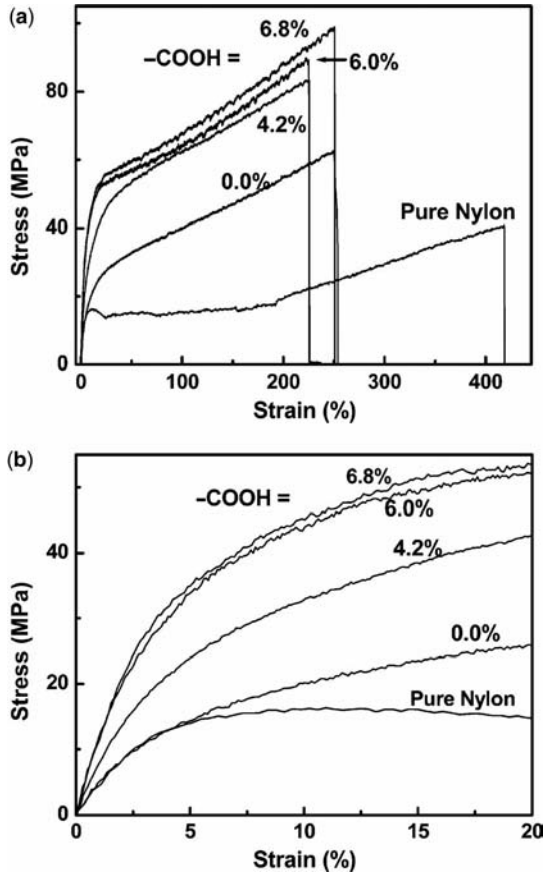 (a)
6.8%
–COOH =
6.0%
80
4.2%
0.0%
Pure Nylon
40
0
Stress (MPa)
0 100 200 300 400
Strain (%)
(b)
6.8%
–COOH =
6.0%
40
4.2%
0.0%
20
Pure Nylon
0
Stress (MPa)
0 5 10 15 20
Strain (%)